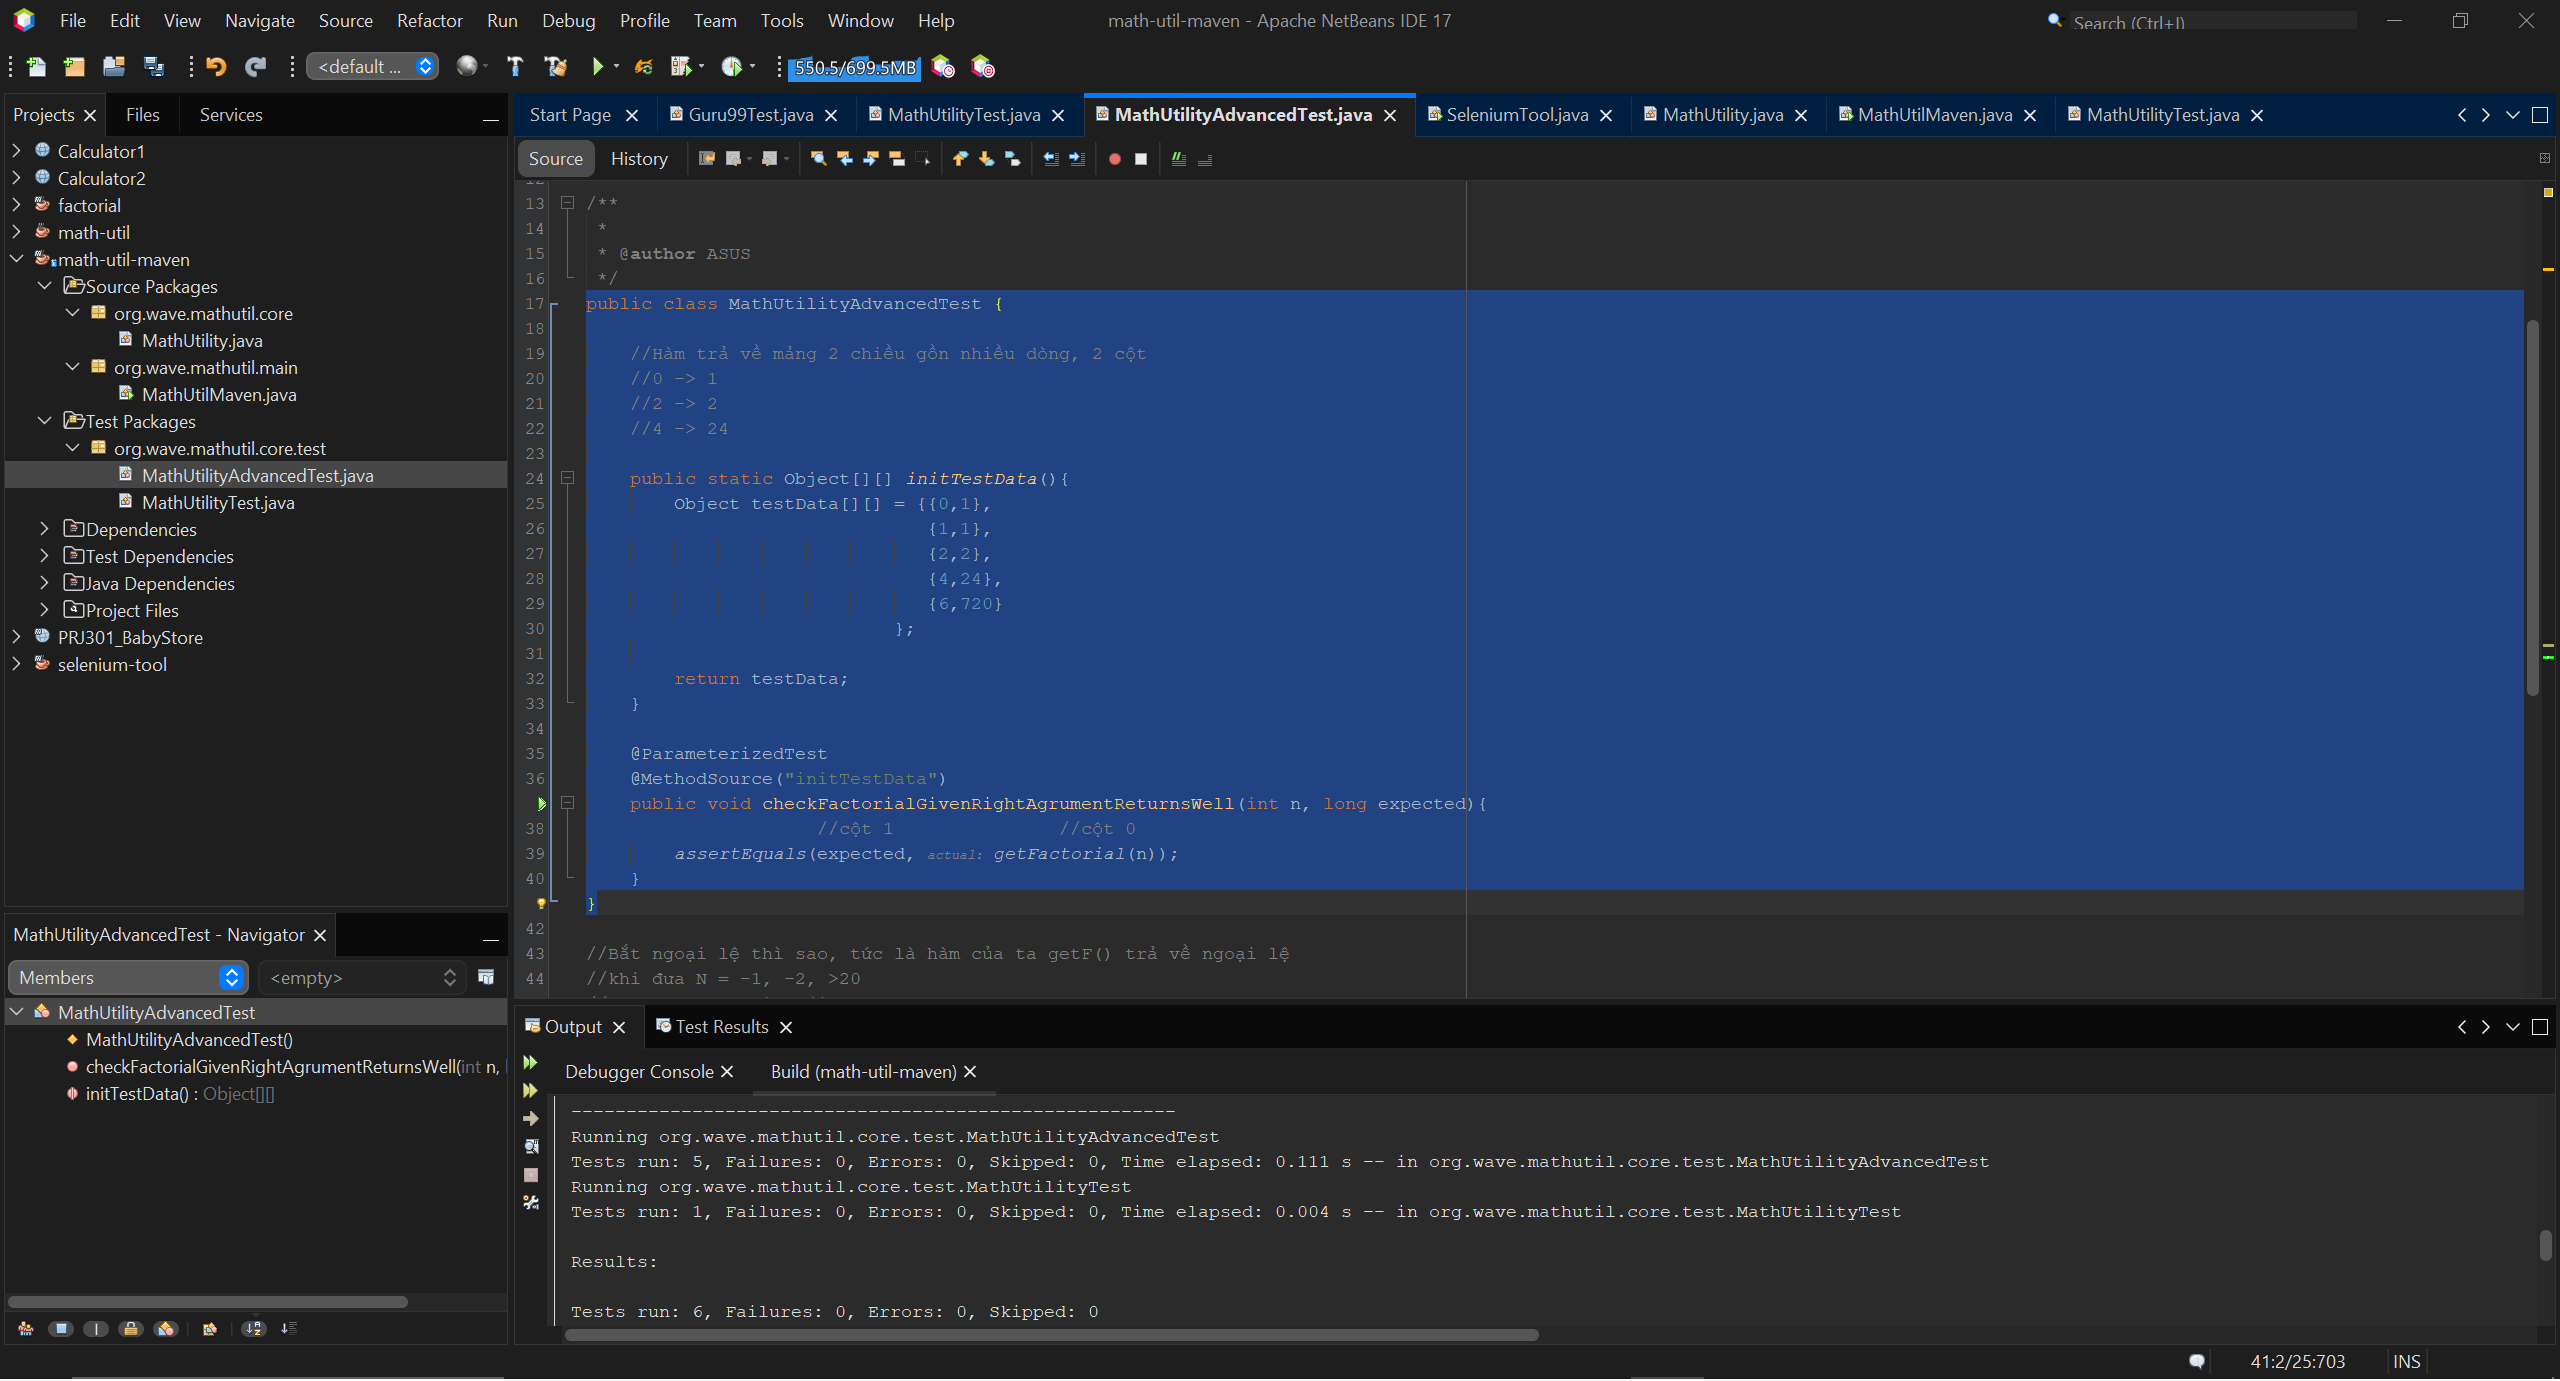 File Edit View Navigate Source Refactor Run Debug Profile Team Tools Window Help
math-util-maven - Apache NetBeans IDE 17
Search (Ctrl+I)
<default ...
550.5/699.5MB
Projects Files Services
Calculator1
Calculator2
factorial
math-util
math-util-maven
Source Packages
org.wave.mathutil.core
MathUtility.java
org.wave.mathutil.main
MathUtilMaven.java
Test Packages
org.wave.mathutil.core.test
MathUtilityAdvancedTest.java
MathUtilityTest.java
Dependencies
Test Dependencies
Java Dependencies
Project Files
PRJ301_BabyStore
selenium-tool
MathUtilityAdvancedTest - Navigator
Members <empty>
MathUtilityAdvancedTest
MathUtilityAdvancedTest()
checkFactorialGivenRightAgrumentReturnsWell(int n,
initTestData() : Object[][]
Start Page Guru99Test.java MathUtilityTest.java MathUtilityAdvancedTest.java SeleniumTool.java MathUtility.java MathUtilMaven.java MathUtilityTest.java
Source History
12
13 /**
14 *
15 * @author ASUS
16 */
17 public class MathUtilityAdvancedTest {
18
19 //Hàm trả về mảng 2 chiều gồn nhiều dòng, 2 cột
20 //0 -> 1
21 //2 -> 2
22 //4 -> 24
23
24 public static Object[][] initTestData(){
25 Object testData[][] = {{0,1},
26 {1,1},
27 {2,2},
28 {4,24},
29 {6,720}
30 };
31
32 return testData;
33 }
34
35 @ParameterizedTest
36 @MethodSource("initTestData")
public void checkFactorialGivenRightAgrumentReturnsWell(int n, long expected){
38 //cột 1 //cột 0
39 assertEquals(expected, actual: getFactorial(n));
40 }
}
42
43 //Bắt ngoại lệ thì sao, tức là hàm của ta getF() trả về ngoại lệ
44 //khi đưa N = -1, -2, >20
Output Test Results
Debugger Console Build (math-util-maven)
-------------------------------------------------------
Running org.wave.mathutil.core.test.MathUtilityAdvancedTest
Tests run: 5, Failures: 0, Errors: 0, Skipped: 0, Time elapsed: 0.111 s -- in org.wave.mathutil.core.test.MathUtilityAdvancedTest
Running org.wave.mathutil.core.test.MathUtilityTest
Tests run: 1, Failures: 0, Errors: 0, Skipped: 0, Time elapsed: 0.004 s -- in org.wave.mathutil.core.test.MathUtilityTest
Results:
Tests run: 6, Failures: 0, Errors: 0, Skipped: 0
41:2/25:703 INS